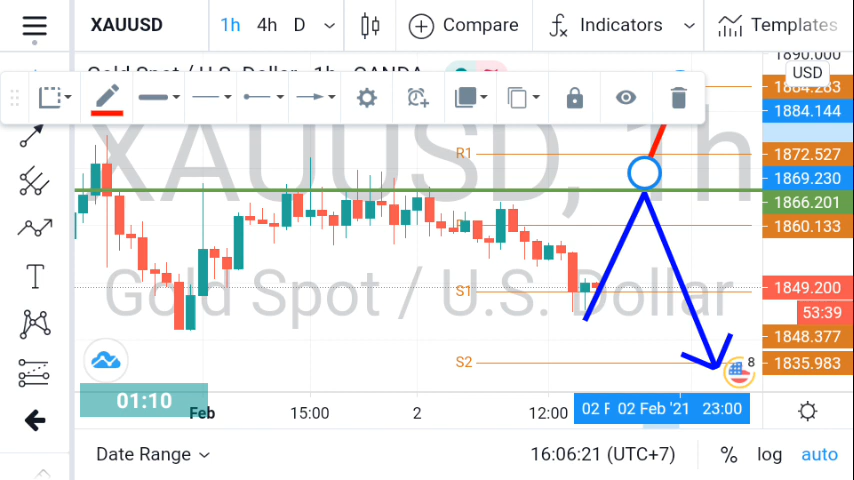 XAUUSD 1h 4h D Compare Indicators Templates
1890.000
Gold Spot / U.S. Dollar · 1h · OANDA
USD
1884.263
1884.144
XAUUSD, 1h
R1 1872.527
1869.230
1866.201
1860.133
S1 1849.200
Gold Spot / U.S. Dollar
53:39
1848.377
S2 8 1835.983
01:10
Feb 15:00 2 12:00 02 F 02 Feb '21 23:00
Date Range 16:06:21 (UTC+7) % log auto